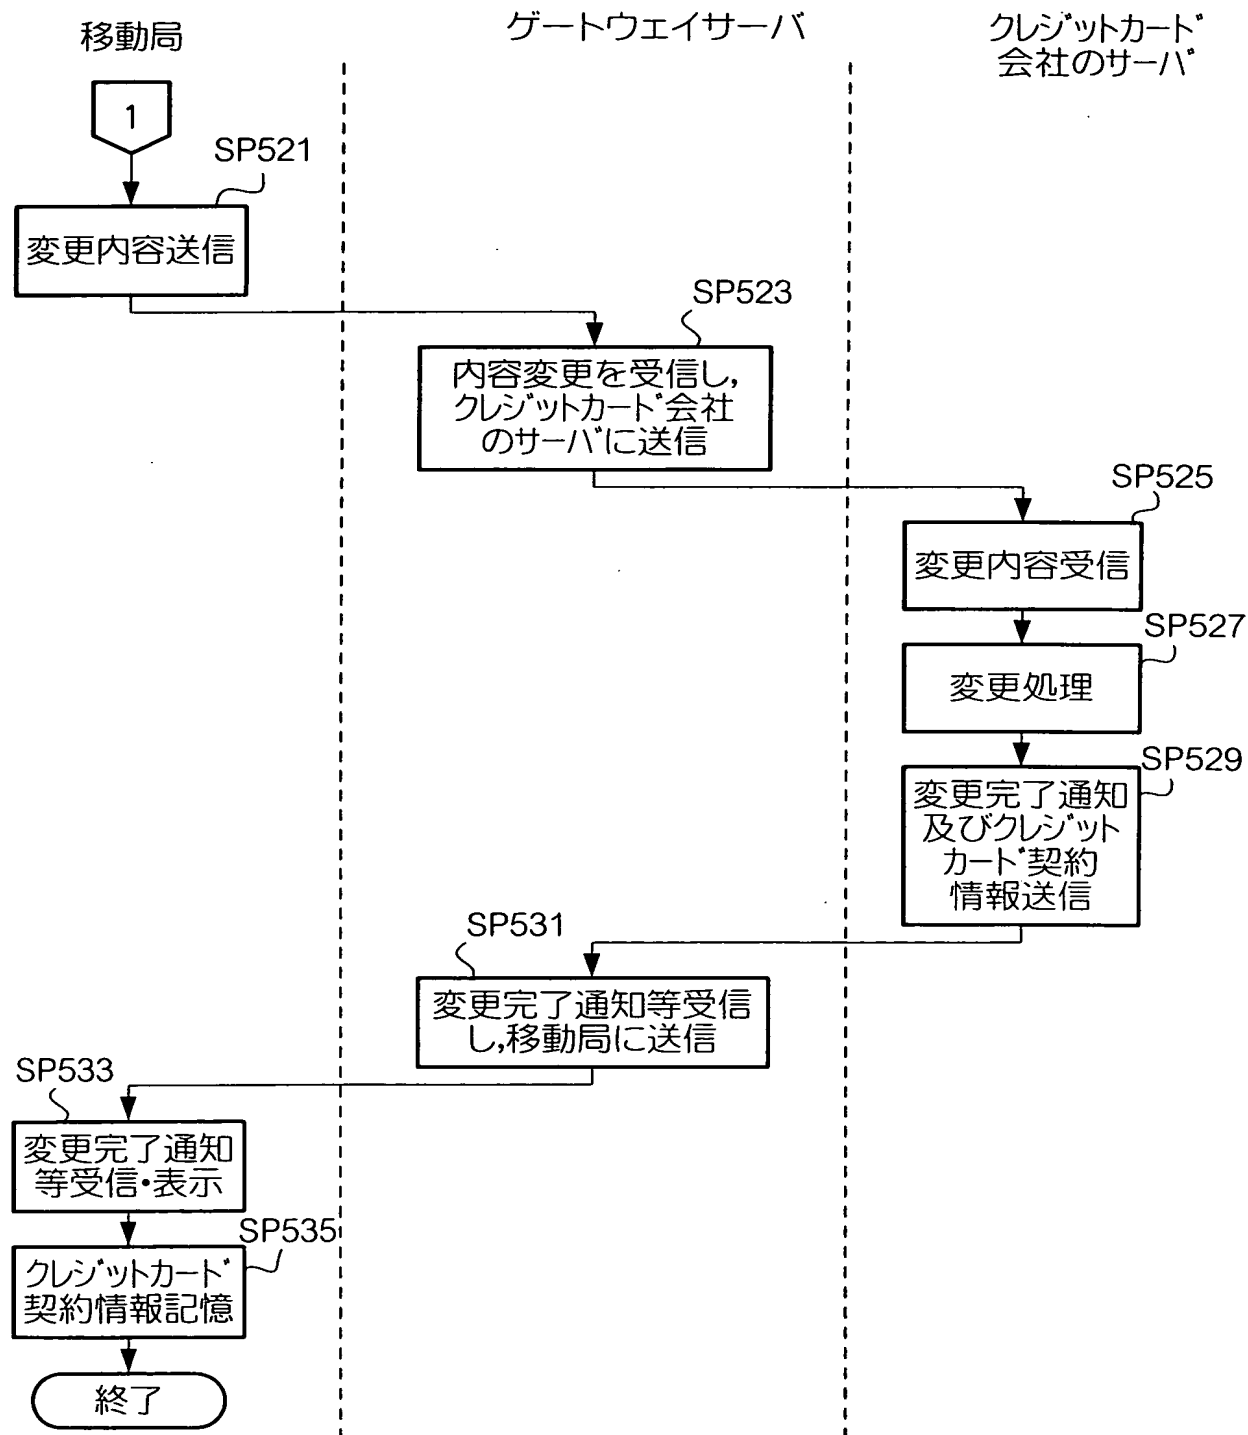 移動局
ゲートウェイサーバ
クレジットカード
会社のサーバ
1
SP521
変更内容送信
SP523
内容変更を受信し,
クレジットカード会社
のサーバに送信
SP525
変更内容受信
SP527
変更処理
SP529
変更完了通知
及びクレジット
カード契約
情報送信
SP531
変更完了通知等受信
し,移動局に送信
SP533
変更完了通知
等受信・表示
SP535
クレジットカード
契約情報記憶
終了